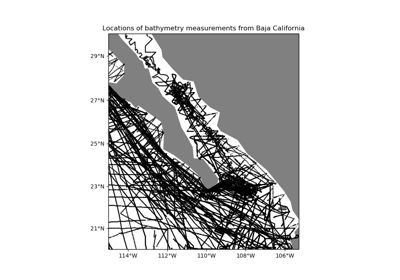 Locations of bathymetry measurements from Baja California
29°N
27°N
25°N
23°N
21°N
114°W 112°W 110°W 108°W 106°W